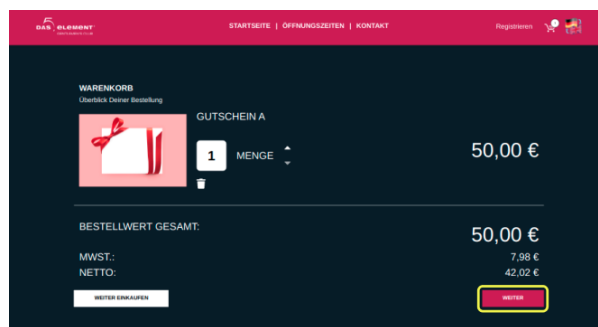 DAS 5 ELEMENT
STARTSEITE | ÖFFNUNGSZEITEN | KONTAKT
Registrieren
WARENKORB
Überblick Deiner Bestellung
GUTSCHEIN A
1 MENGE
50,00 €
BESTELLWERT GESAMT:
50,00 €
MWST.:
7,98 €
NETTO:
42,02 €
WEITER EINKAUFEN
WEITER